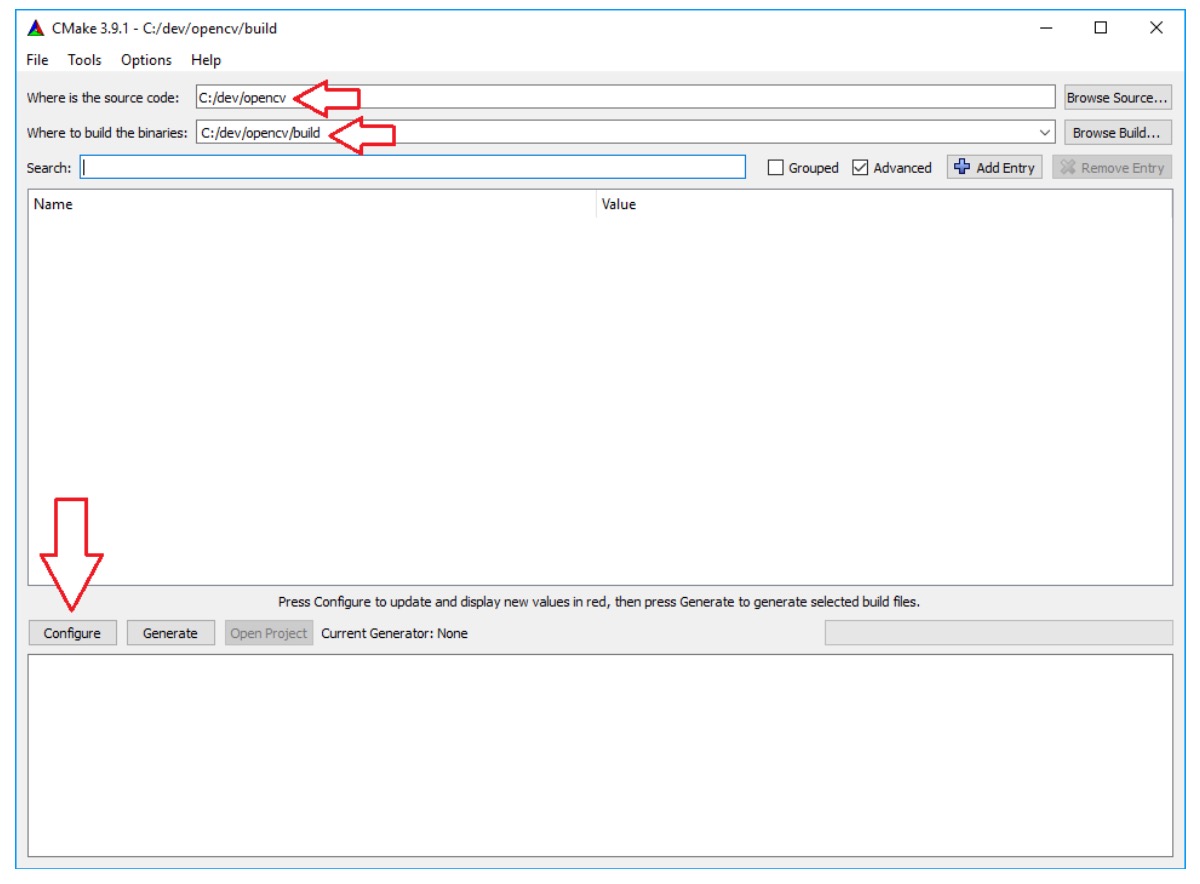 CMake 3.9.1 - C:/dev/opencv/build
File Tools Options Help
Where is the source code: C:/dev/opencv Browse Source...
Where to build the binaries: C:/dev/opencv/build Browse Build...
Search: Grouped Advanced Add Entry Remove Entry
Name Value
Press Configure to update and display new values in red, then press Generate to generate selected build files.
Configure Generate Open Project Current Generator: None